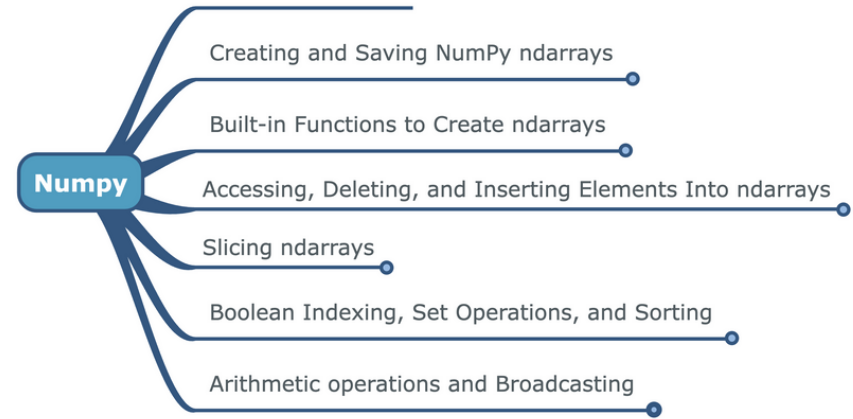 Creating and Saving NumPy ndarrays
Built-in Functions to Create ndarrays
Numpy
Accessing, Deleting, and Inserting Elements Into ndarrays
Slicing ndarrays
Boolean Indexing, Set Operations, and Sorting
Arithmetic operations and Broadcasting